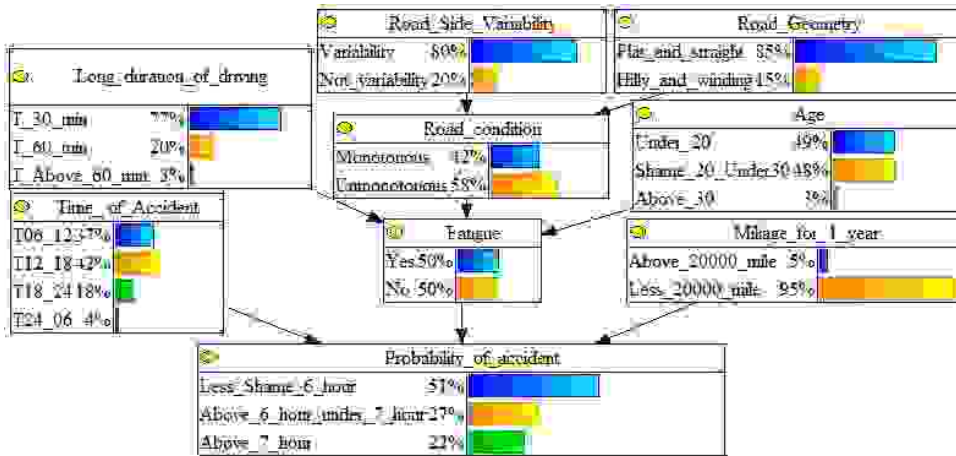 Road_Side_Variability
Variability 80%
Not_variability 20%
Road_Geometry
Flat_and_straight 85%
Hilly_and_winding 15%
Long_duration_of_driving
T_30_min 77%
T_60_min 20%
T_Above_60_min 3%
Road_condition
Monotonous 42%
Unmonotonous 58%
Age
Under_20 49%
Shame_20_Under30 48%
Above_30 3%
Time_of_Accident
T06_12 37%
T12_18 42%
T18_24 18%
T24_06 4%
Fatgue
Yes 50%
No 50%
Milage_for_1_year
Above_20000_mile 5%
Less_20000_mile 95%
Probability_of_accident
Less_Shame_6_hour 51%
Above_6_hour_under_7_hour 27%
Above_7_hour 22%